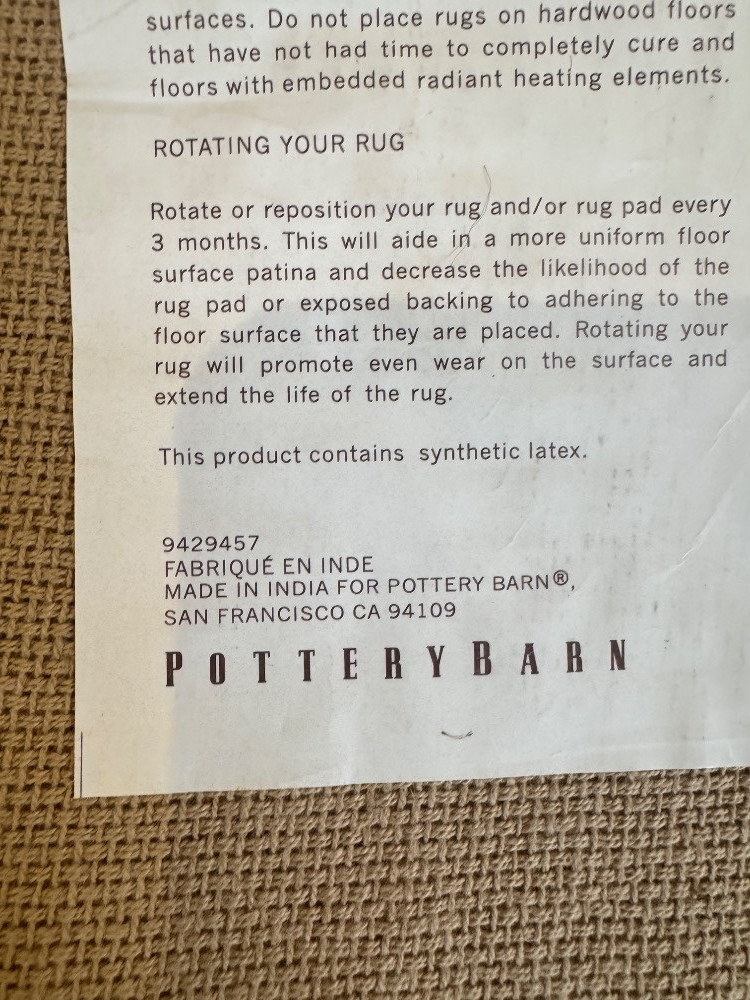 surfaces. Do not place rugs on hardwood floors
that have not had time to completely cure and
floors with embedded radiant heating elements.
ROTATING YOUR RUG
Rotate or reposition your rug and/or rug pad every
3 months. This will aide in a more uniform floor
surface patina and decrease the likelihood of the
rug pad or exposed backing to adhering to the
floor surface that they are placed. Rotating your
rug will promote even wear on the surface and
extend the life of the rug.
This product contains synthetic latex.
9429457
FABRIQUÉ EN INDE
MADE IN INDIA FOR POTTERY BARN®,
SAN FRANCISCO CA 94109
POTTERYBARN